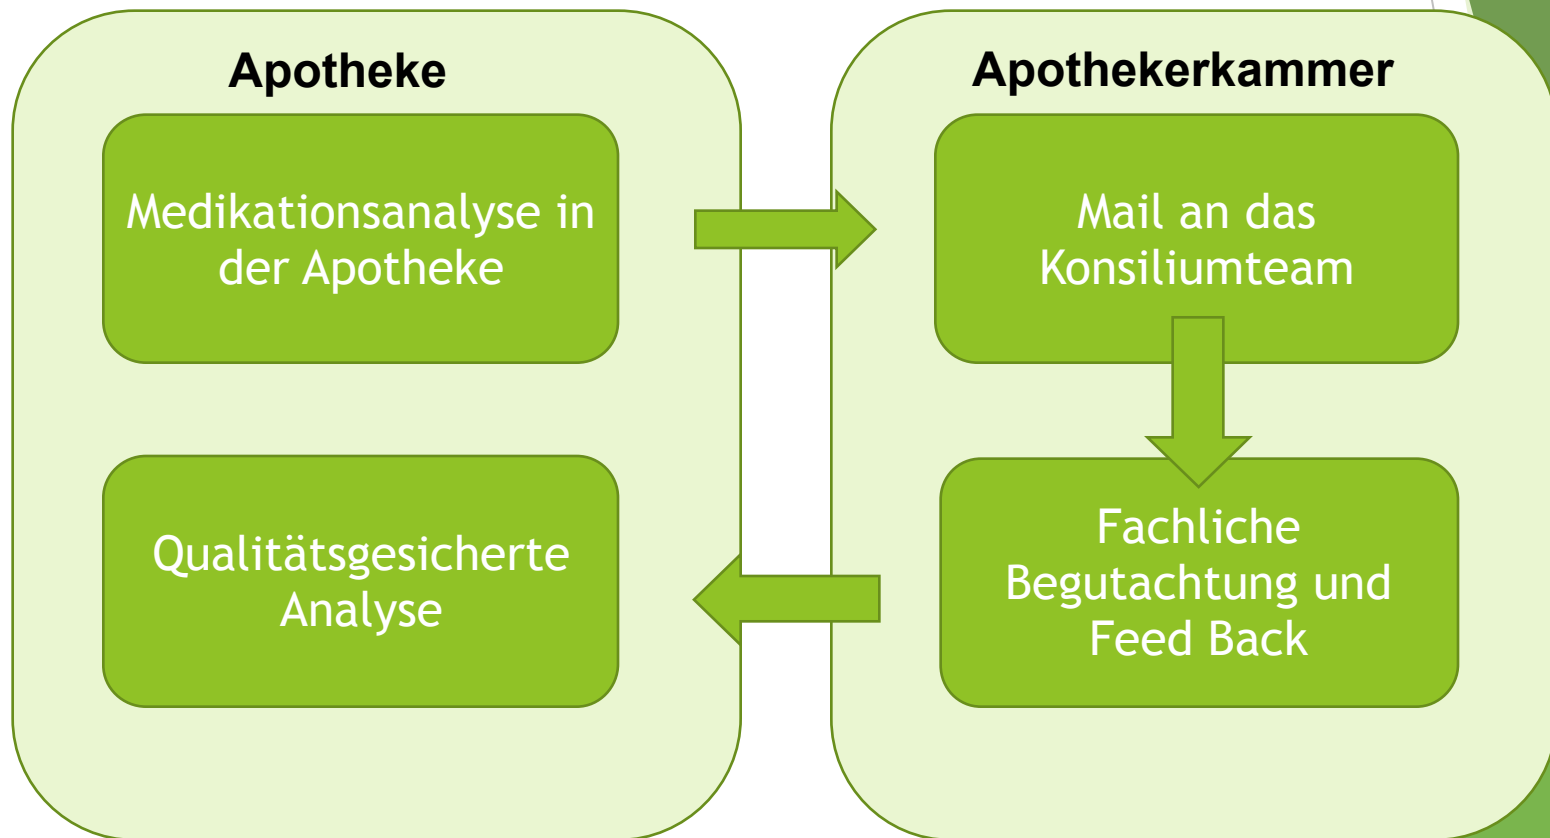 Apotheke
Medikationsanalyse in
der Apotheke
Qualitätsgesicherte
Analyse
Apothekerkammer
Mail an das
Konsiliumteam
Fachliche
Begutachtung und
Feed Back